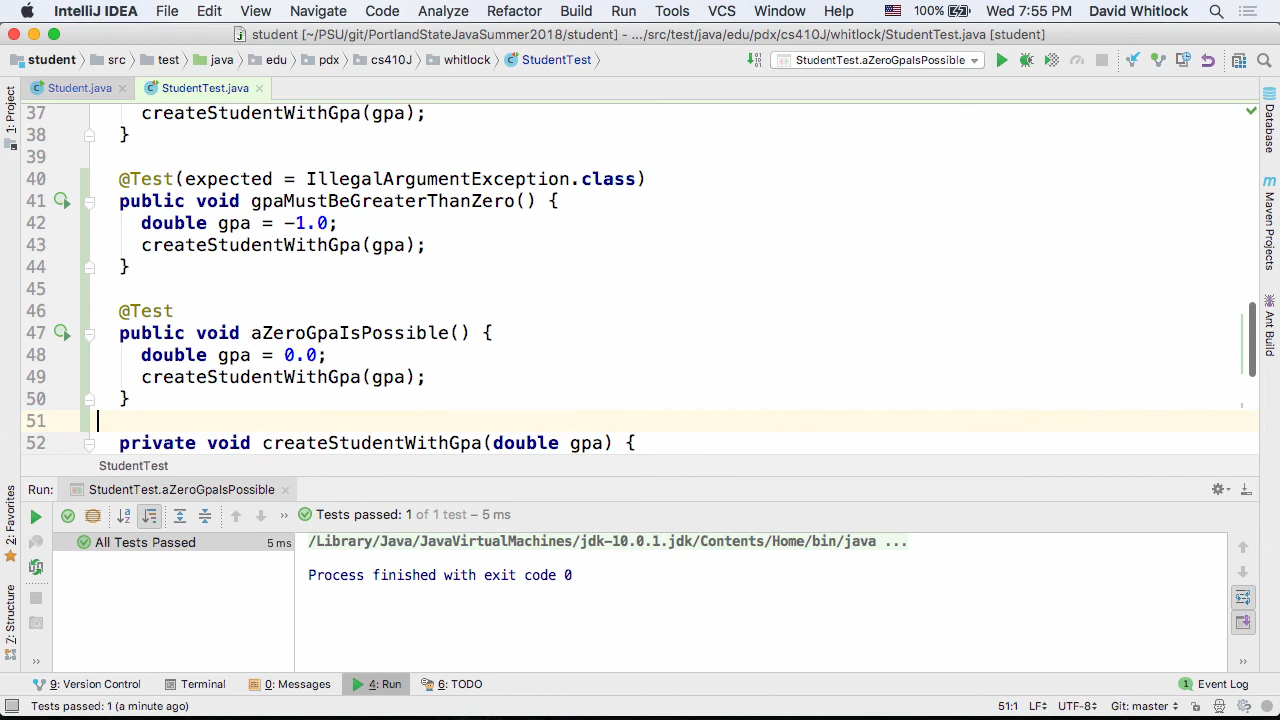 IntelliJ IDEA File Edit View Navigate Code Analyze Refactor Build Run Tools VCS Window Help 100% Wed 7:55 PM David Whitlock
student [~/PSU/git/PortlandStateJavaSummer2018/student] - .../src/test/java/edu/pdx/cs410J/whitlock/StudentTest.java [student]
student src test java edu pdx cs410J whitlock StudentTest StudentTest.aZeroGpaIsPossible
Student.java StudentTest.java
1: Project
37 createStudentWithGpa(gpa);
38 }
39
40 @Test(expected = IllegalArgumentException.class)
41 public void gpaMustBeGreaterThanZero() {
42 double gpa = -1.0;
43 createStudentWithGpa(gpa);
44 }
45
46 @Test
47 public void aZeroGpaIsPossible() {
48 double gpa = 0.0;
49 createStudentWithGpa(gpa);
50 }
51
52 private void createStudentWithGpa(double gpa) {
StudentTest
Database
Maven Projects
Ant Build
Run: StudentTest.aZeroGpaIsPossible
Tests passed: 1 of 1 test – 5 ms
All Tests Passed 5 ms
/Library/Java/JavaVirtualMachines/jdk-10.0.1.jdk/Contents/Home/bin/java ...
Process finished with exit code 0
2: Favorites
Z: Structure
9: Version Control Terminal 0: Messages 4: Run 6: TODO 1 Event Log
Tests passed: 1 (a minute ago) 51:1 LF UTF-8 Git: master